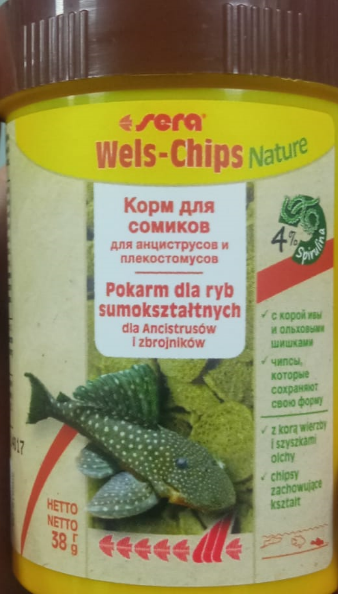 sera
Wels-Chips Nature
Корм для
сомиков
для анциструсов и
плекостомусов
Pokarm dla ryb
sumokształtnych
dla Ancistrusów
i zbrojników
4% Spirulina
✓ с корой ивы
и ольховыми
шишками
✓ чипсы,
которые
сохраняют
свою форму
✓ z korą wierzby
i szyszkami
olchy
✓ chipsy
zachowujące
kształt
НЕТТО г
NETTO
38 g